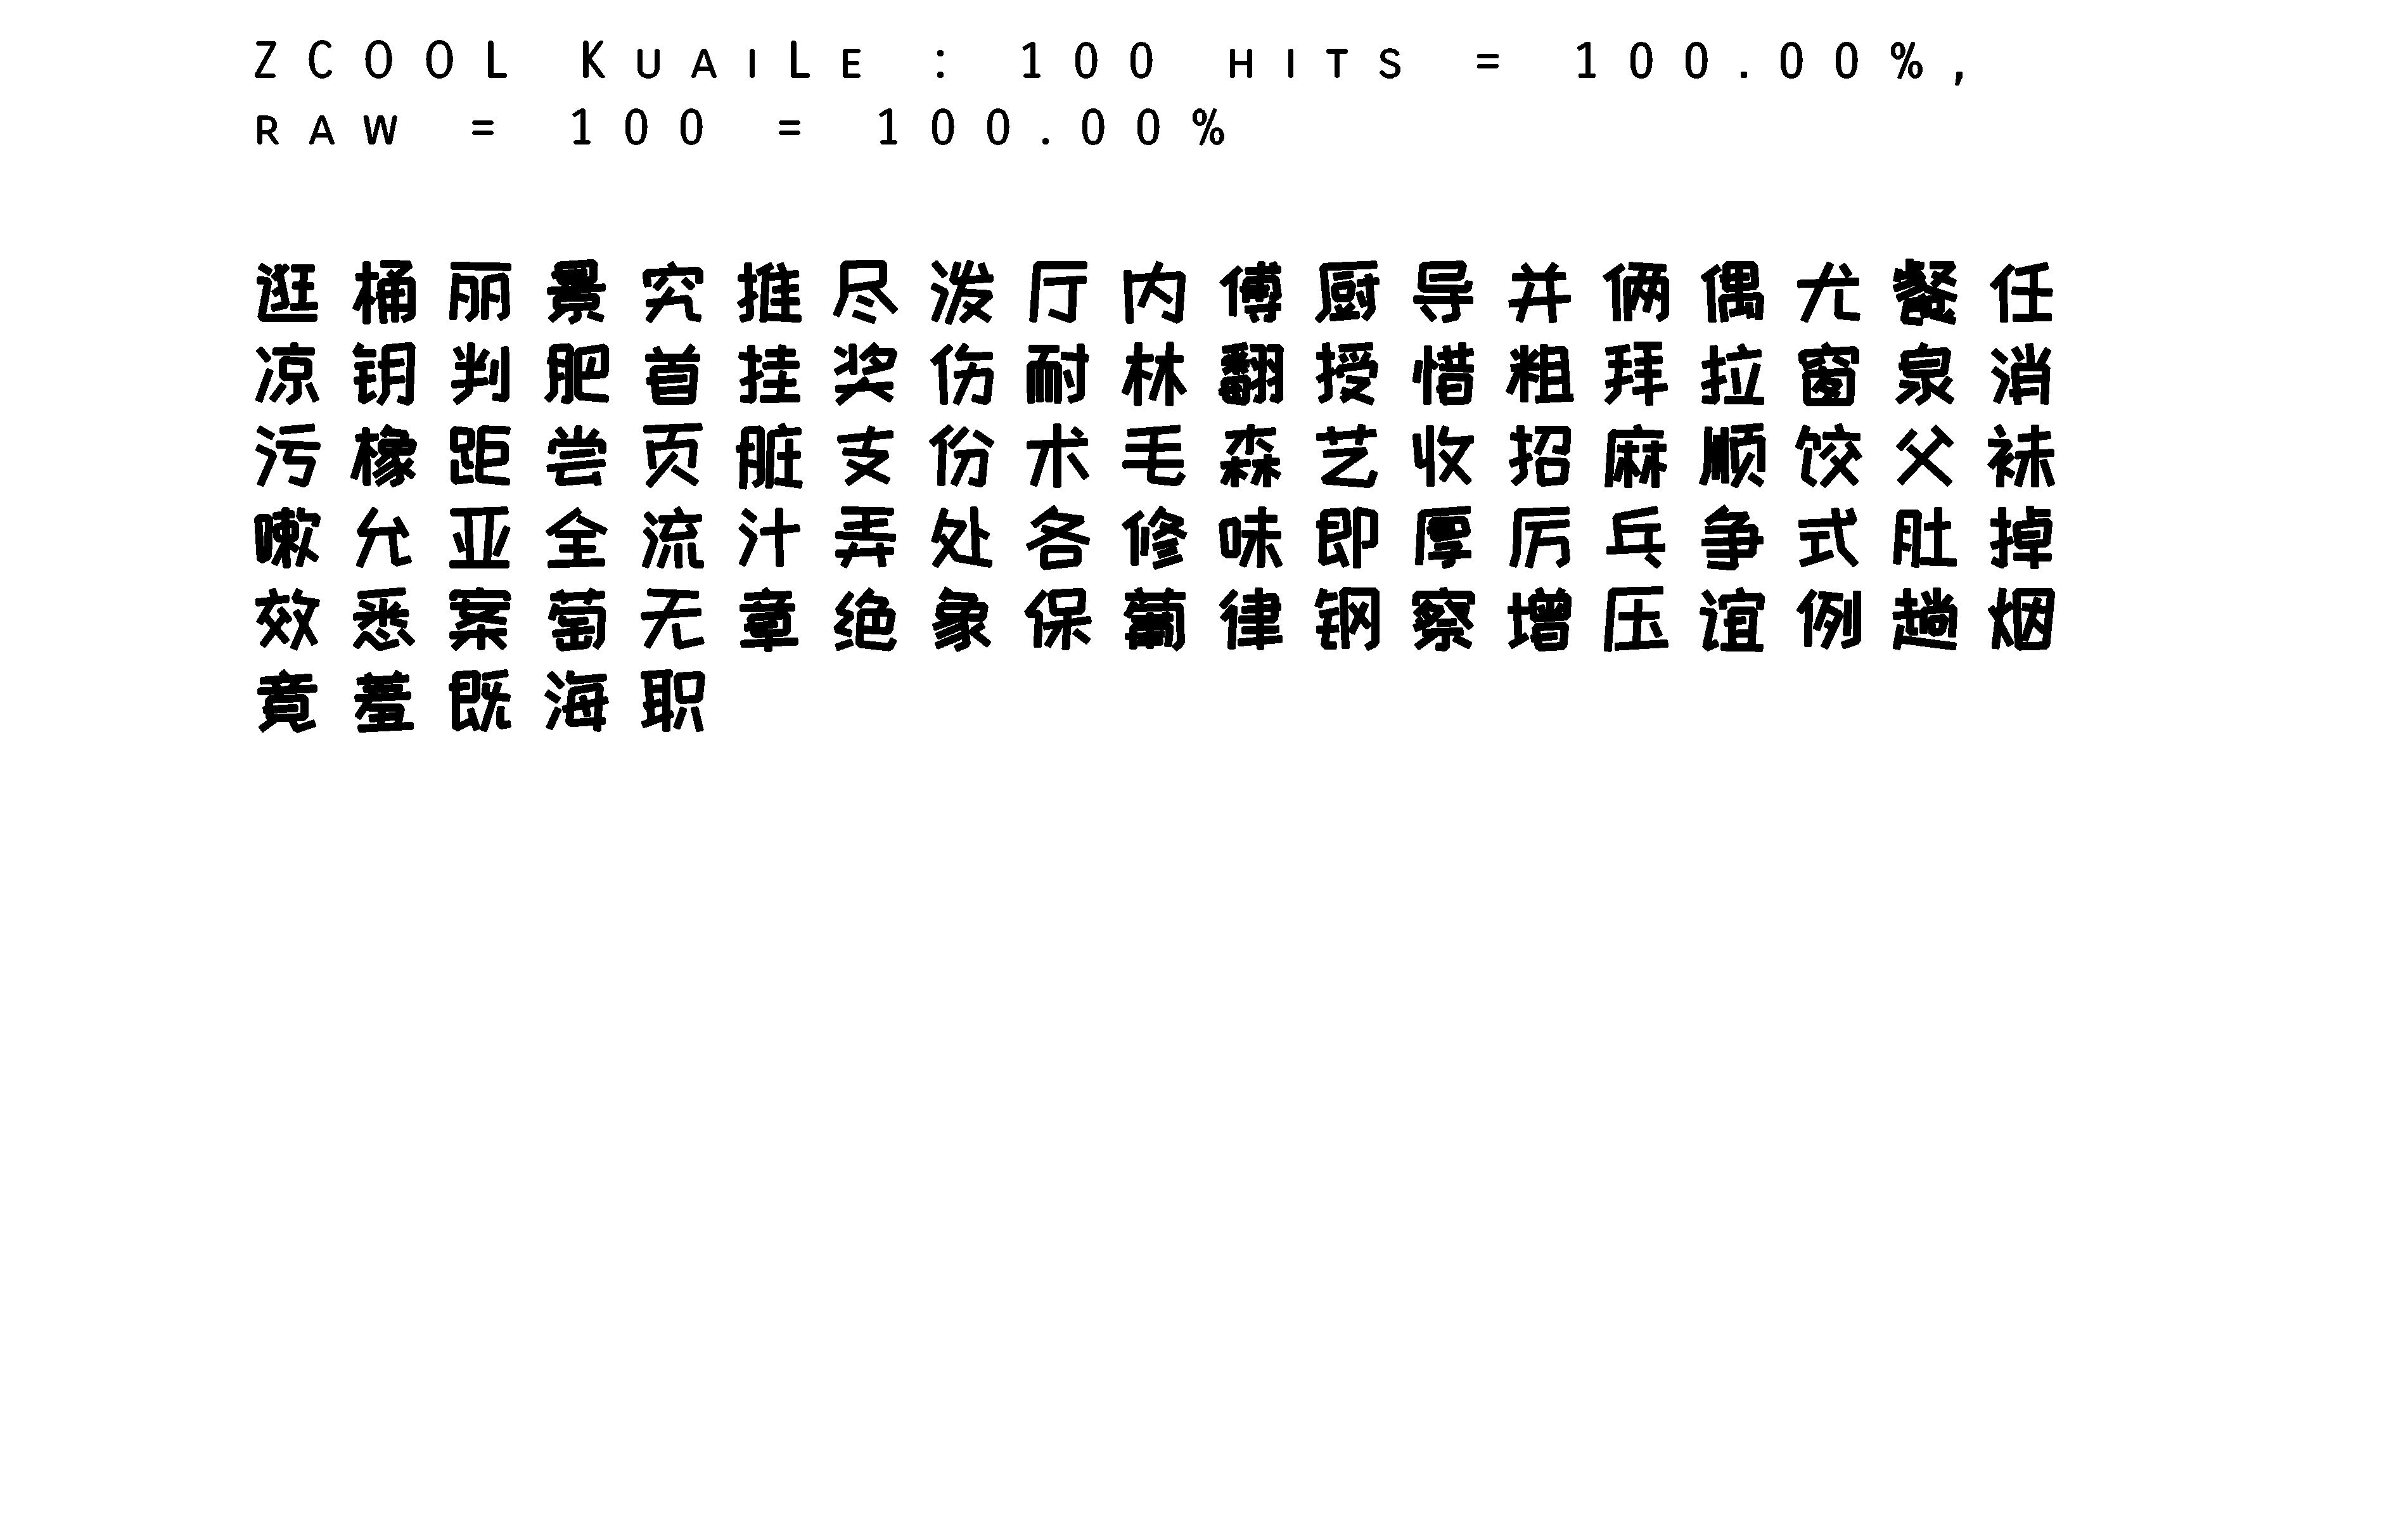 ZCOOL KuaiLe : 100 hits = 100.00%,
raw = 100 = 100.00%
逛桶丽景究推尽泼厅内傅厨导并俩偶尤餐任
凉钥判肥首挂奖伤耐林翻授惜粗拜拉窗泉消
污橡距尝页脏支份术毛森艺收招麻顺饺父袜
嗽允亚全流汁弄处各修味即厚厉乓争式肚掉
效悉案萄无章绝象保葡律钢察增压谊例趟烟
竟羞既海职